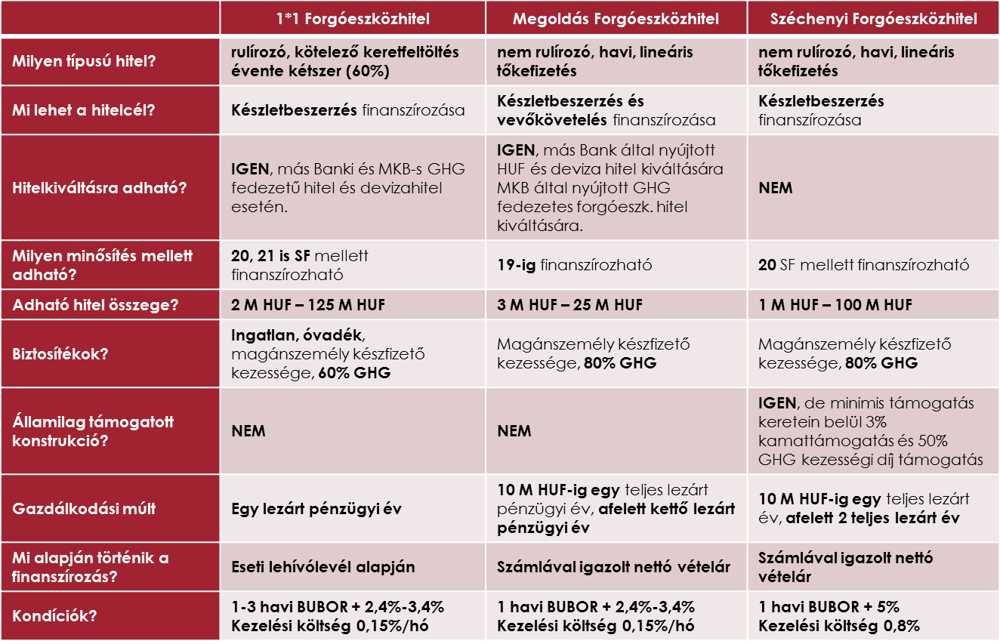 1*1 Forgóeszközhitel
Megoldás Forgóeszközhitel
Széchenyi Forgóeszközhitel
Milyen típusú hitel?
rulírozó, kötelező keretfeltöltés
évente kétszer (60%)
nem rulírozó, havi, lineáris
tőkefizetés
nem rulírozó, havi, lineáris
tőkefizetés
Mi lehet a hitelcél?
Készletbeszerzés finanszírozása
Készletbeszerzés és
vevőkövetelés finanszírozása
Készletbeszerzés
finanszírozása
Hitelkiváltásra adható?
IGEN, más Banki és MKB-s GHG
fedezetű hitel és devizahitel
esetén.
IGEN, más Bank által nyújtott
HUF és deviza hitel kiváltására
MKB által nyújtott GHG
fedezetes forgóeszk. hitel
kiváltására.
NEM
Milyen minősítés mellett
adható?
20, 21 is SF mellett
finanszírozható
19-ig finanszírozható
20 SF mellett finanszírozható
Adható hitel összege?
2 M HUF – 125 M HUF
3 M HUF – 25 M HUF
1 M HUF – 100 M HUF
Biztosítékok?
Ingatlan, óvadék,
magánszemély készfizető
kezessége, 60% GHG
Magánszemély készfizető
kezessége, 80% GHG
Magánszemély készfizető
kezessége, 80% GHG
Államilag támogatott
konstrukció?
NEM
NEM
IGEN, de minimis támogatás
keretein belül 3%
kamattámogatás és 50%
GHG kezességi díj támogatás
Gazdálkodási múlt
Egy lezárt pénzügyi év
10 M HUF-ig egy teljes lezárt
pénzügyi év, afelett kettő lezárt
pénzügyi év
10 M HUF-ig egy teljes lezárt
év, afelett 2 teljes lezárt év
Mi alapján történik a
finanszírozás?
Eseti lehívólevél alapján
Számlával igazolt nettó vételár
Számlával igazolt nettó
vételár
Kondíciók?
1-3 havi BUBOR + 2,4%-3,4%
Kezelési költség 0,15%/hó
1 havi BUBOR + 2,4%-3,4%
Kezelési költség 0,15%/hó
1 havi BUBOR + 5%
Kezelési költség 0,8%